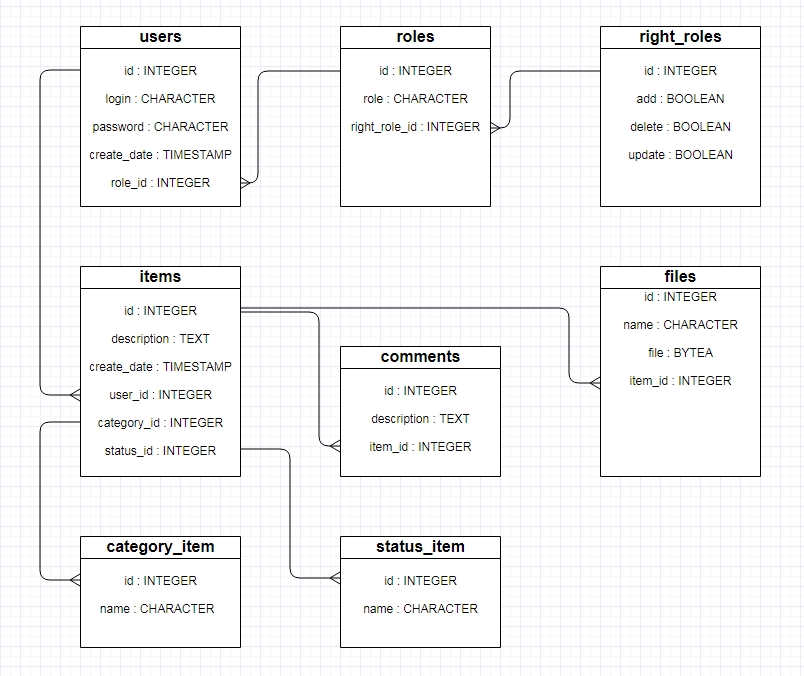 users
id : INTEGER
login : CHARACTER
password : CHARACTER
create_date : TIMESTAMP
role_id : INTEGER
roles
id : INTEGER
role : CHARACTER
right_role_id : INTEGER
right_roles
id : INTEGER
add : BOOLEAN
delete : BOOLEAN
update : BOOLEAN
items
id : INTEGER
description : TEXT
create_date : TIMESTAMP
user_id : INTEGER
category_id : INTEGER
status_id : INTEGER
comments
id : INTEGER
description : TEXT
item_id : INTEGER
files
id : INTEGER
name : CHARACTER
file : BYTEA
item_id : INTEGER
category_item
id : INTEGER
name : CHARACTER
status_item
id : INTEGER
name : CHARACTER